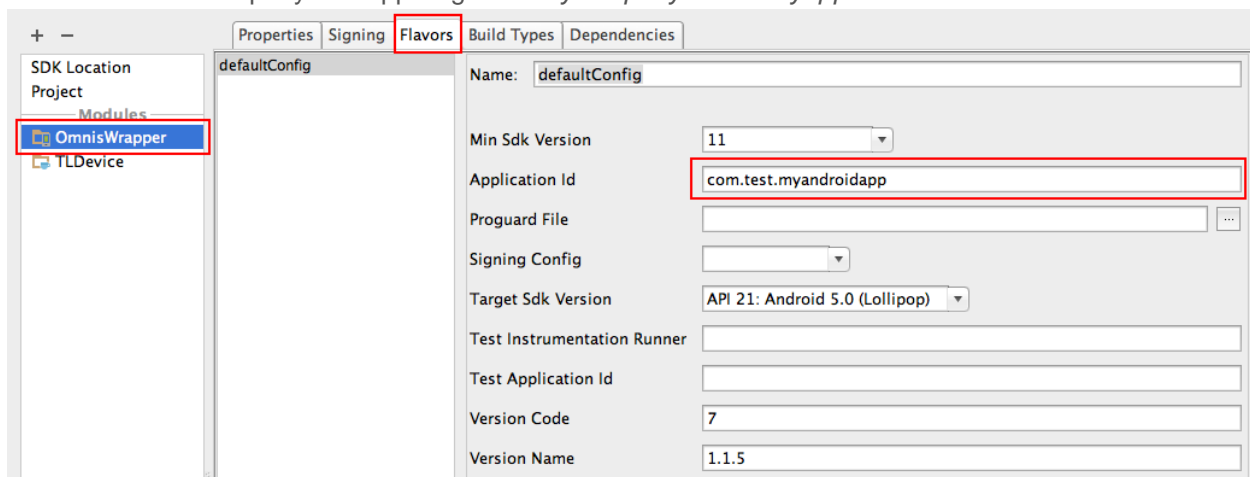 + −
Properties Signing Flavors Build Types Dependencies
SDK Location
Project
Modules
OmnisWrapper
TLDevice
defaultConfig
Name: defaultConfig
Min Sdk Version 11
Application Id com.test.myandroidapp
Proguard File ...
Signing Config
Target Sdk Version API 21: Android 5.0 (Lollipop)
Test Instrumentation Runner
Test Application Id
Version Code 7
Version Name 1.1.5